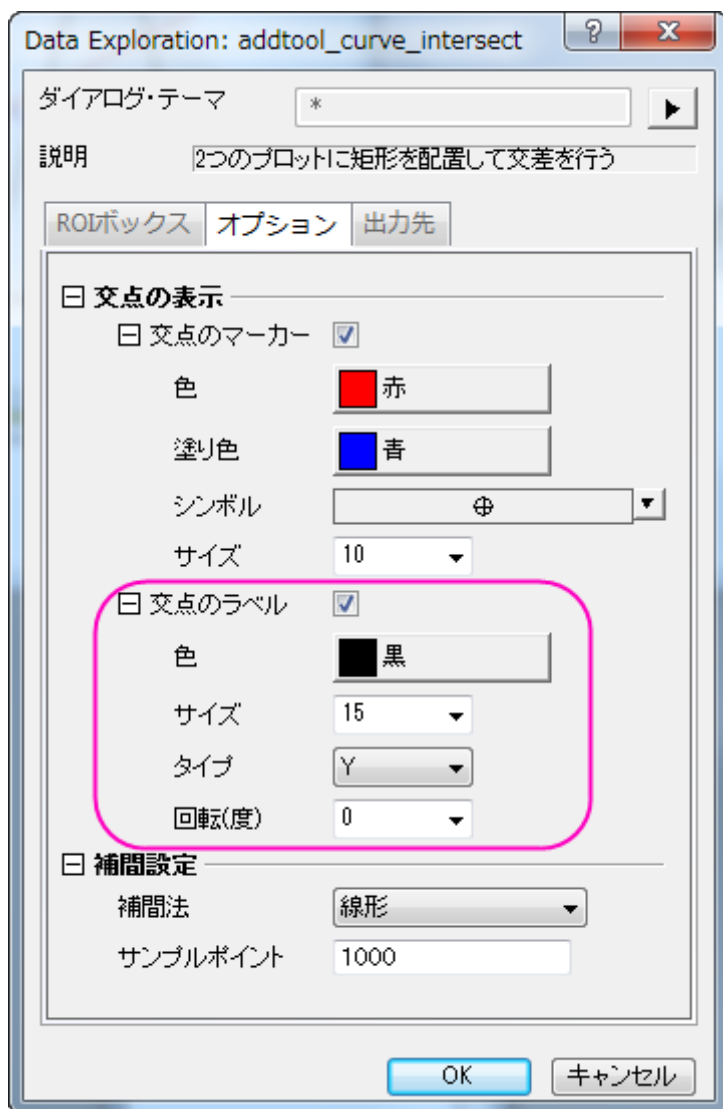 Data Exploration: addtool_curve_intersect
ダイアログ・テーマ *
説明 2つのプロットに矩形を配置して交差を行う
ROIボックス オプション 出力先
交点の表示
交点のマーカー
色 赤
塗り色 青
シンボル
サイズ 10
交点のラベル
色 黒
サイズ 15
タイプ Y
回転(度) 0
補間設定
補間法 線形
サンプルポイント 1000
OK キャンセル